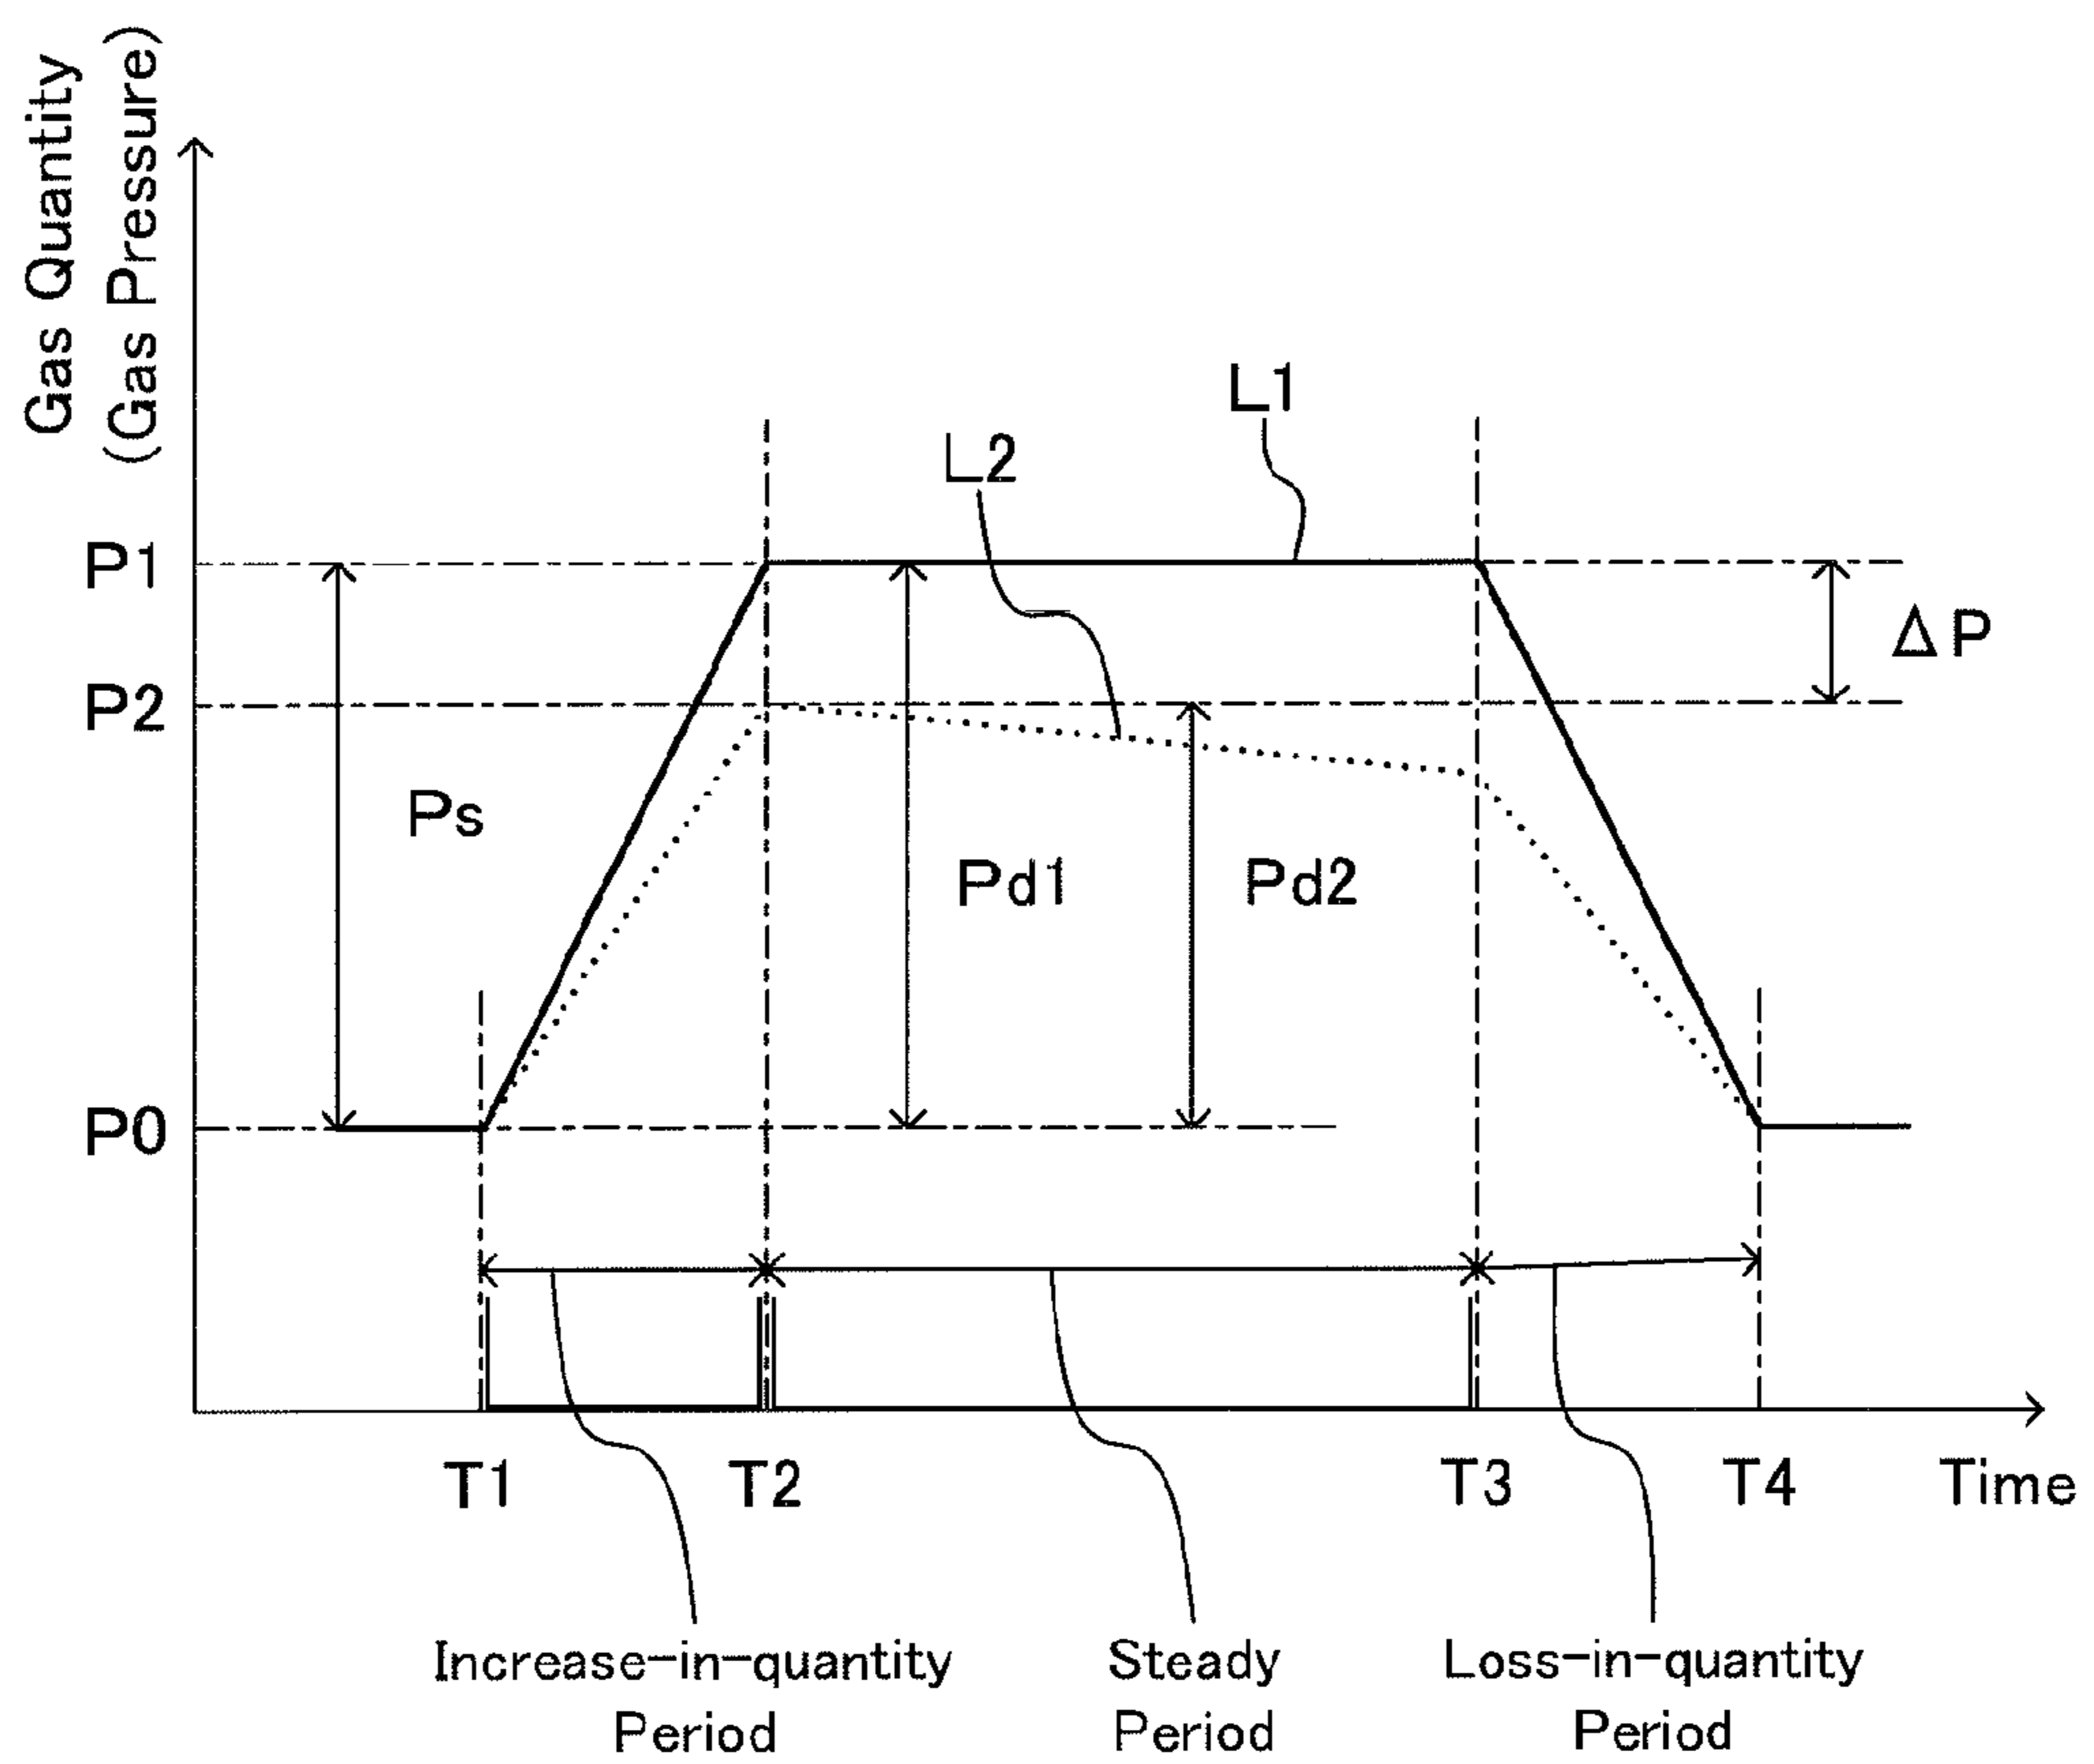 Gas Quantity
(Gas Pressure)
L1
L2
P1
ΔP
P2
Ps
Pd1
Pd2
P0
T1
T2
T3
T4
Time
Increase-in-quantity
Period
Steady
Period
Loss-in-quantity
Period